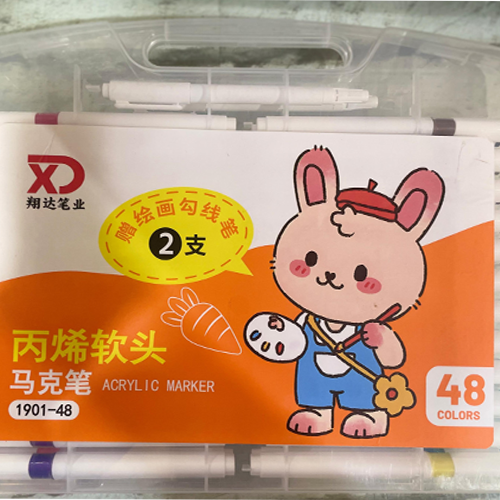 XD
翔达笔业
赠绘画勾线笔
2支
丙烯软头
马克笔 ACRYLIC MARKER
1901-48
48
COLORS